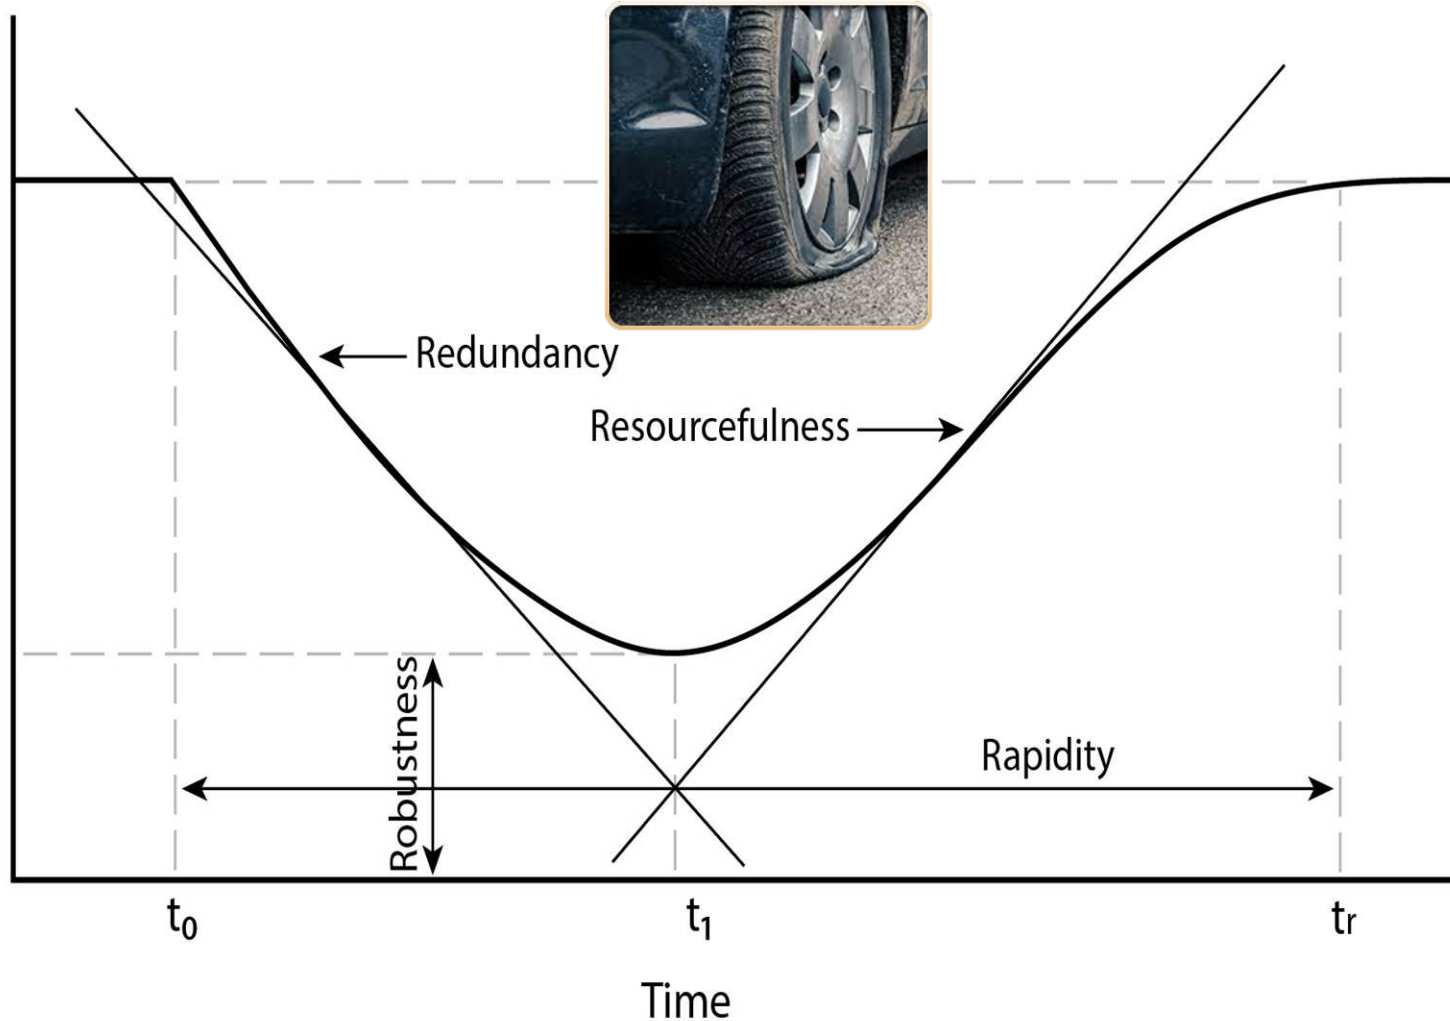 Redundancy
Resourcefulness
Robustness
Rapidity
t₀
t₁
tr
Time